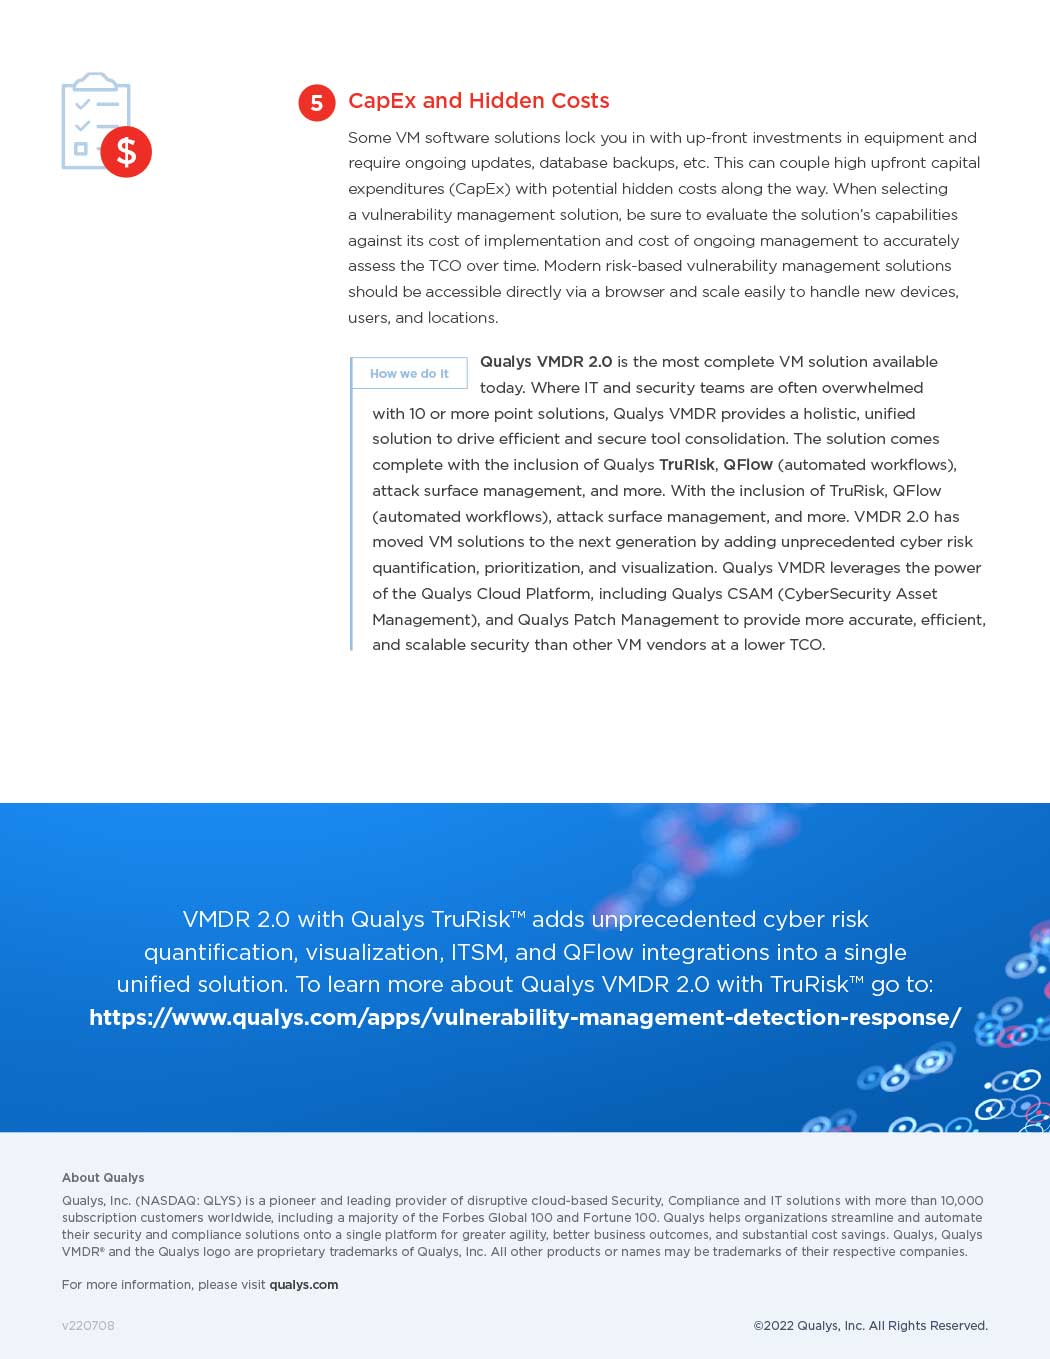 5 CapEx and Hidden Costs
Some VM software solutions lock you in with up-front investments in equipment and
require ongoing updates, database backups, etc. This can couple high upfront capital
expenditures (CapEx) with potential hidden costs along the way. When selecting
a vulnerability management solution, be sure to evaluate the solution's capabilities
against its cost of implementation and cost of ongoing management to accurately
assess the TCO over time. Modern risk-based vulnerability management solutions
should be accessible directly via a browser and scale easily to handle new devices,
users, and locations.
$
How we do it
Qualys VMDR 2.0 is the most complete VM solution available
today. Where IT and security teams are often overwhelmed
with 10 or more point solutions, Qualys VMDR provides a holistic, unified
solution to drive efficient and secure tool consolidation. The solution comes
complete with the inclusion of Qualys TruRisk, QFlow (automated workflows),
attack surface management, and more. With the inclusion of TruRisk, QFlow
(automated workflows), attack surface management, and more. VMDR 2.0 has
moved VM solutions to the next generation by adding unprecedented cyber risk
quantification, prioritization, and visualization. Qualys VMDR leverages the power
of the Qualys Cloud Platform, including Qualys CSAM (CyberSecurity Asset
Management), and Qualys Patch Management to provide more accurate, efficient,
and scalable security than other VM vendors at a lower TCO.
VMDR 2.0 with Qualys TruRisk™ adds unprecedented cyber risk
quantification, visualization, ITSM, and QFlow integrations into a single
unified solution. To learn more about Qualys VMDR 2.0 with TruRisk™ go to:
https://www.qualys.com/apps/vulnerability-management-detection-response/
About Qualys
Qualys, Inc. (NASDAQ: QLYS) is a pioneer and leading provider of disruptive cloud-based Security, Compliance and IT solutions with more than 10,000
subscription customers worldwide, including a majority of the Forbes Global 100 and Fortune 100. Qualys helps organizations streamline and automate
their security and compliance solutions onto a single platform for greater agility, better business outcomes, and substantial cost savings. Qualys, Qualys
VMDR® and the Qualys logo are proprietary trademarks of Qualys, Inc. All other products or names may be trademarks of their respective companies.
For more information, please visit qualys.com
v220708
©2022 Qualys, Inc. All Rights Reserved.